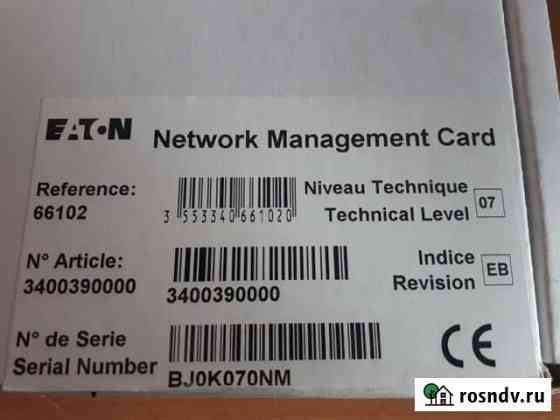 EATON Network Management Card
Reference:
66102
3 553340 661020
Niveau Technique
Technical Level 07
N° Article:
3400390000
3400390000
Indice
Revision EB
N° de Serie
Serial Number
BJ0K070NM
CE
rosndv.ru